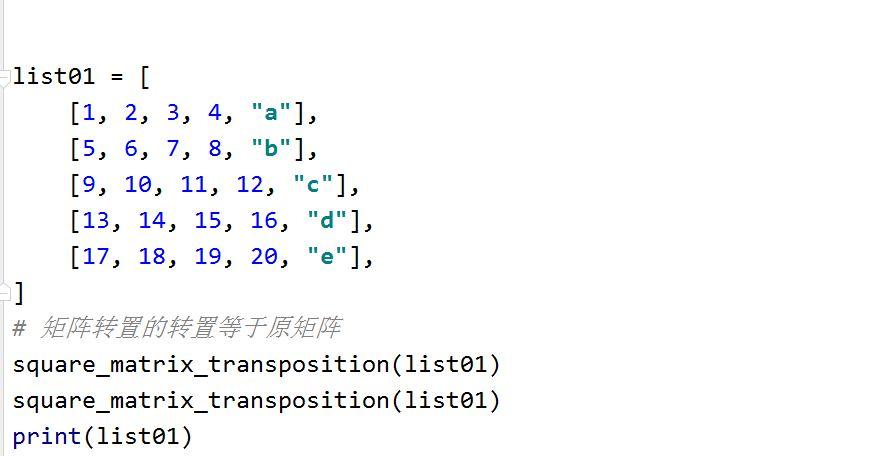 list01 = [
    [1, 2, 3, 4, "a"],
    [5, 6, 7, 8, "b"],
    [9, 10, 11, 12, "c"],
    [13, 14, 15, 16, "d"],
    [17, 18, 19, 20, "e"],
]
# 矩阵转置的转置等于原矩阵
square_matrix_transposition(list01)
square_matrix_transposition(list01)
print(list01)